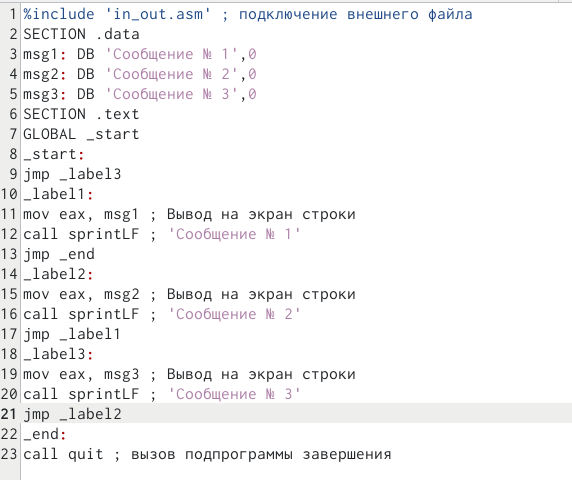 1 %include 'in_out.asm' ; подключение внешнего файла
2 SECTION .data
3 msg1: DB 'Сообщение № 1',0
4 msg2: DB 'Сообщение № 2',0
5 msg3: DB 'Сообщение № 3',0
6 SECTION .text
7 GLOBAL _start
8 _start:
9 jmp _label3
10 _label1:
11 mov eax, msg1 ; Вывод на экран строки
12 call sprintLF ; 'Сообщение № 1'
13 jmp _end
14 _label2:
15 mov eax, msg2 ; Вывод на экран строки
16 call sprintLF ; 'Сообщение № 2'
17 jmp _label1
18 _label3:
19 mov eax, msg3 ; Вывод на экран строки
20 call sprintLF ; 'Сообщение № 3'
21 jmp _label2
22 _end:
23 call quit ; вызов подпрограммы завершения